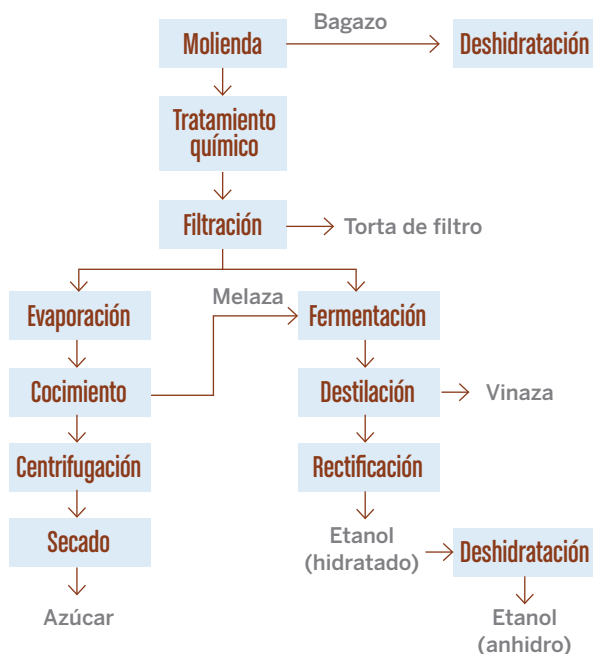 Molienda
Bagazo
Deshidratación
Tratamiento
químico
Filtración
Torta de filtro
Evaporación
Melaza
Fermentación
Cocimiento
Destilación
Vinaza
Centrifugación
Rectificación
Secado
Etanol
(hidratado)
Deshidratación
Azúcar
Etanol
(anhidro)